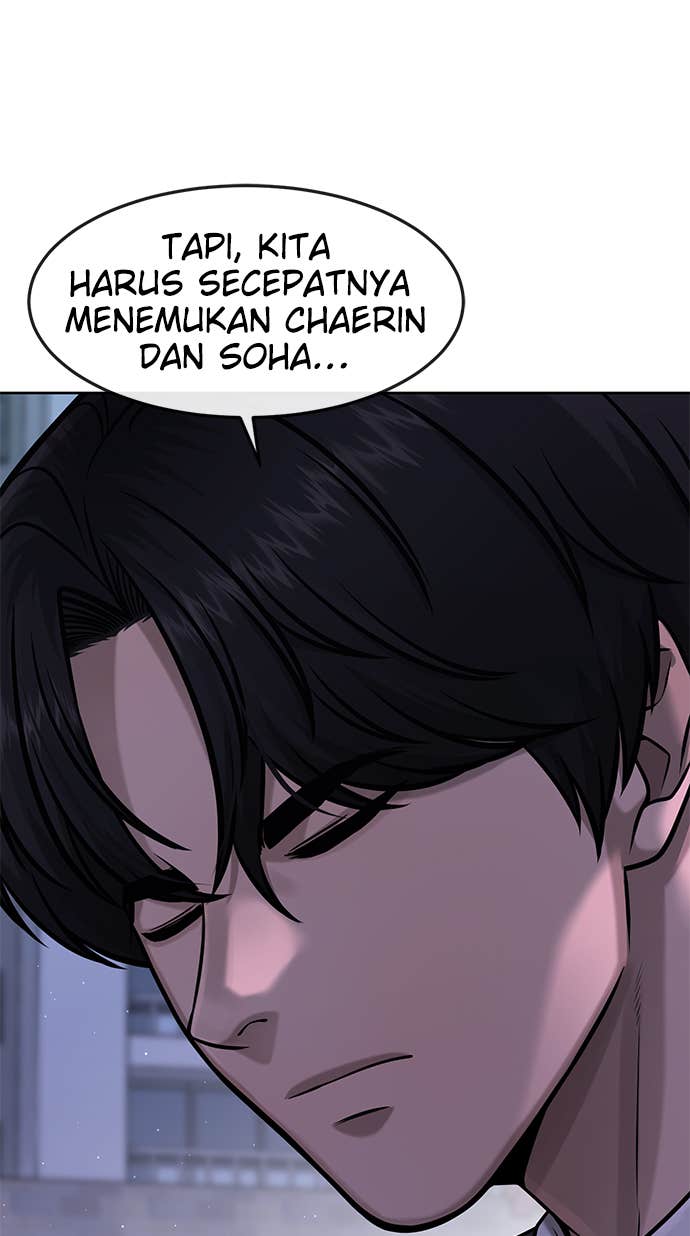 TAPI, KITA
HARUS SECEPATNYA
MENEMUKAN CHAERIN
DAN SOHA...